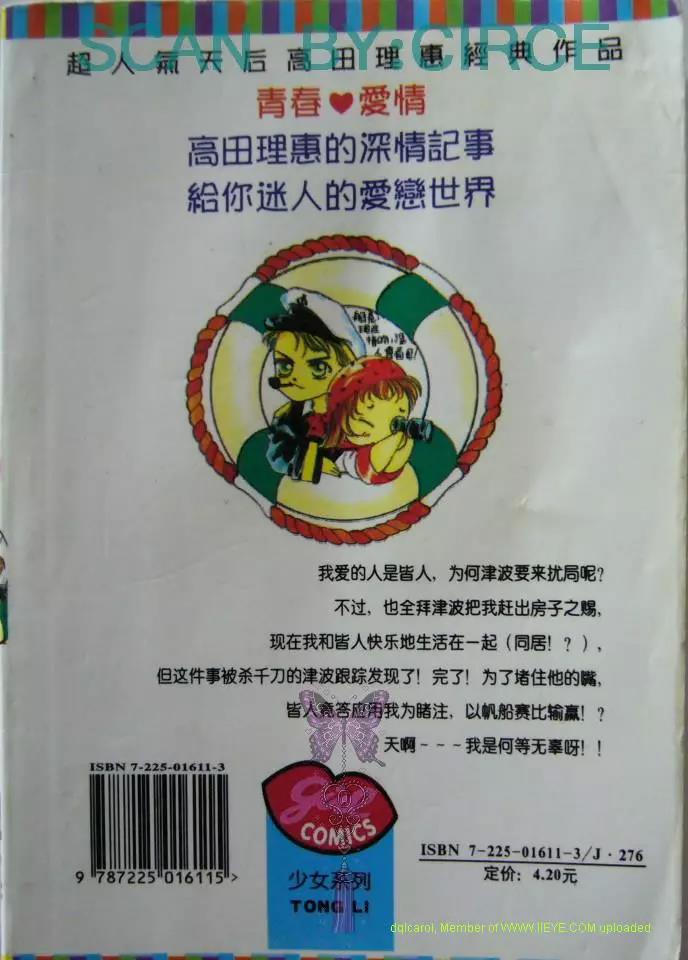 SCAN BY:CIRCE
超人氣天后高田理惠經典作品
青春♥愛情
高田理惠的深情記事
給你迷人的愛戀世界
我爱的人是皆人，为何津波要来扰局呢？
不过，也全拜津波把我赶出房子之赐，
现在我和皆人快乐地生活在一起（同居！？），
但这件事被杀千刀的津波跟踪发现了！完了！为了堵住他的嘴，
皆人竟答应用我为赌注，以帆船赛比输赢！？
天啊～～～我是何等无辜呀！！
ISBN 7-225-01611-3
9 787225 016115 >
COMICS
少女系列
TONG LI
ISBN 7-225-01611-3/J·276
定价：4.20元
dqlcarol, Member of WWW.IIEYE.COM uploaded